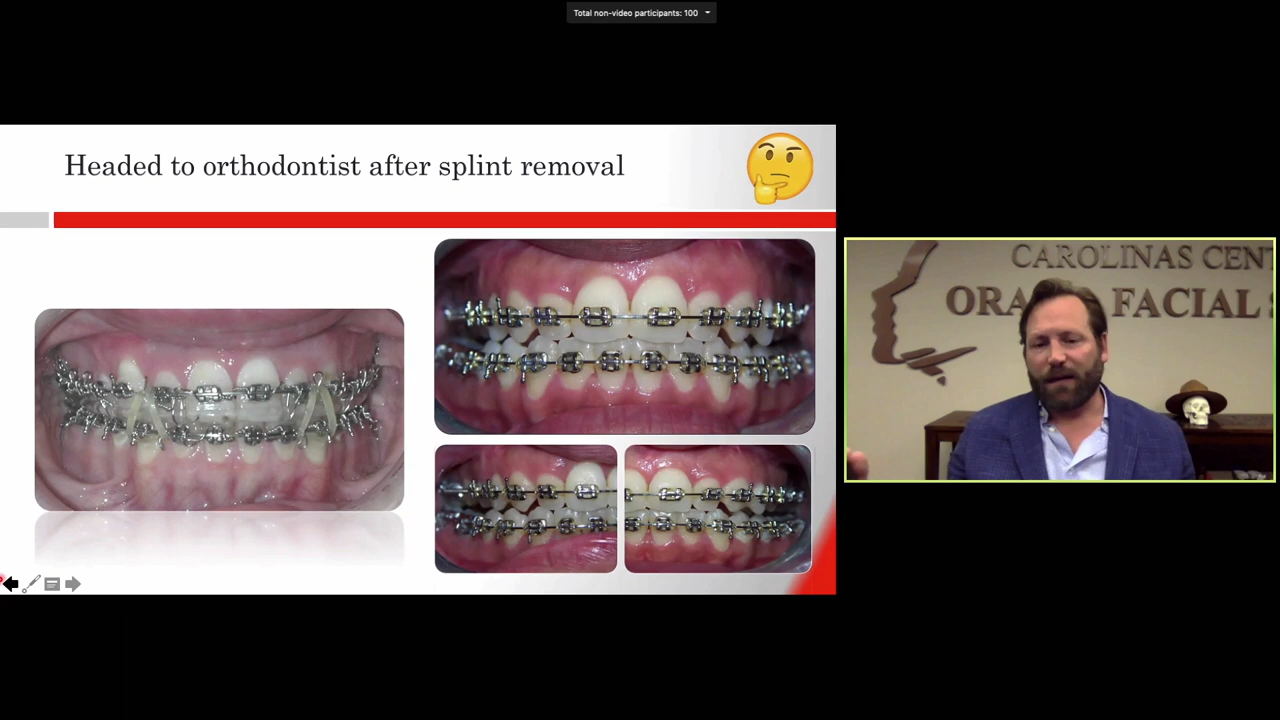 Total non-video participants: 100
Headed to orthodontist after splint removal
CAROLINAS CENT
ORA
FACIAL S